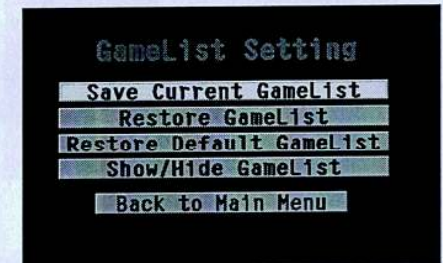 GameList Setting
Save Current GameList
Restore GameList
Restore Default GameList
Show/Hide GameList
Back to Main Menu